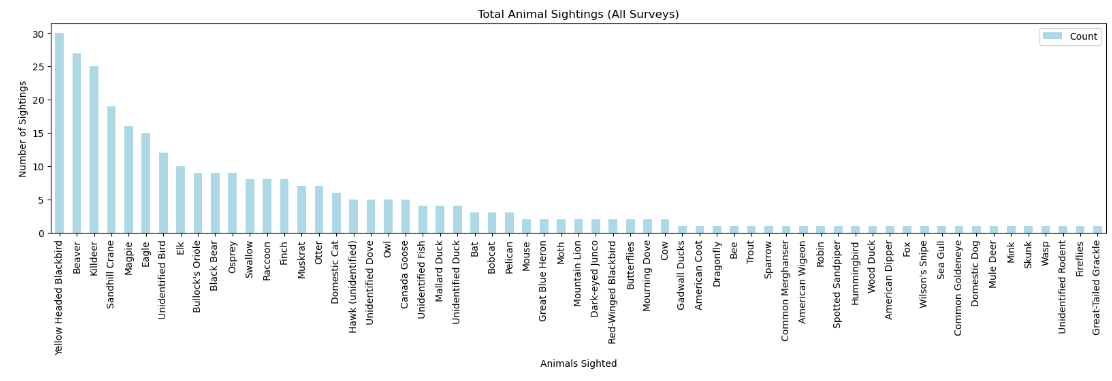 Total Animal Sightings (All Surveys)
Count
Number of Sightings
30
25
20
15
10
5
0
Yellow Headed Blackbird
Beaver
Killdeer
Sandhill Crane
Magpie
Eagle
Unidentified Bird
Elk
Bullock's Oriole
Black Bear
Osprey
Swallow
Raccoon
Finch
Muskrat
Otter
Domestic Cat
Hawk (unidentified)
Unidentified Dove
Owl
Canada Goose
Unidentified Fish
Mallard Duck
Unidentified Duck
Bat
Bobcat
Pelican
Mouse
Great Blue Heron
Moth
Mountain Lion
Dark-eyed Junco
Red-Winged Blackbird
Butterflies
Mourning Dove
Cow
Gadwall Ducks
American Coot
Dragonfly
Bee
Trout
Sparrow
Common Merghanser
American Wigeon
Robin
Spotted Sandpiper
Hummingbird
Wood Duck
American Dipper
Fox
Wilson's Snipe
Sea Gull
Common Goldeneye
Domestic Dog
Mule Deer
Mink
Skunk
Wasp
Unidentified Rodent
Fireflies
Great-Tailed Grackle
Animals Sighted